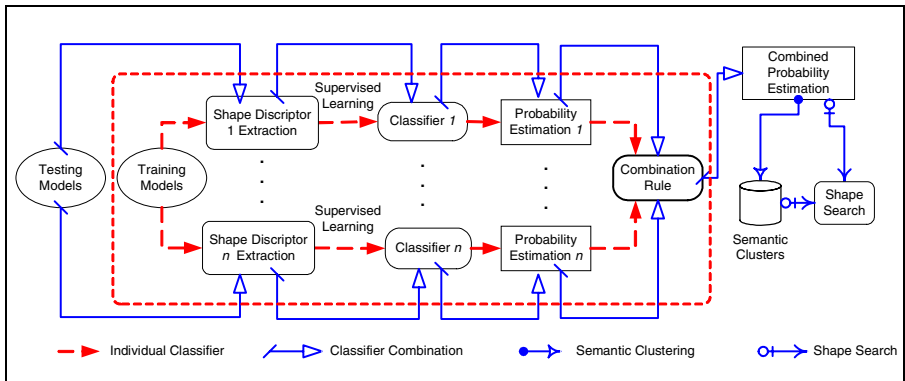 Combined
Probability
Estimation
Supervised
Learning
Shape Discriptor
1 Extraction
Classifier 1
Probability
Estimation 1
Testing
Models
Training
Models
Combination
Rule
Shape
Search
Semantic
Clusters
Supervised
Learning
Shape Discriptor
n Extraction
Classifier n
Probability
Estimation n
Individual Classifier
Classifier Combination
Semantic Clustering
Shape Search